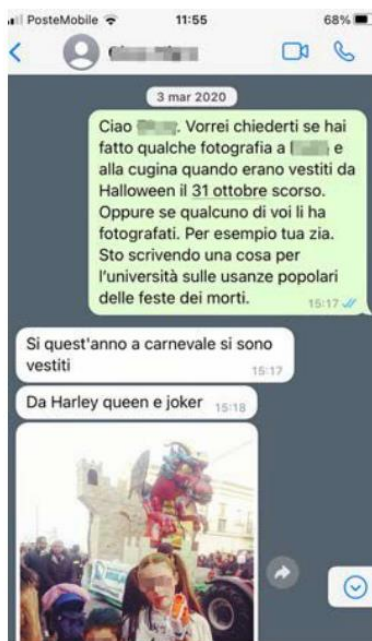 PosteMobile 11:55 68%
3 mar 2020
Ciao . Vorrei chiederti se hai
fatto qualche fotografia a e
alla cugina quando erano vestiti da
Halloween il 31 ottobre scorso.
Oppure se qualcuno di voi li ha
fotografati. Per esempio tua zia.
Sto scrivendo una cosa per
l'università sulle usanze popolari
delle feste dei morti.
15:17
Si quest'anno a carnevale si sono
vestiti
15:17
Da Harley queen e joker 15:18